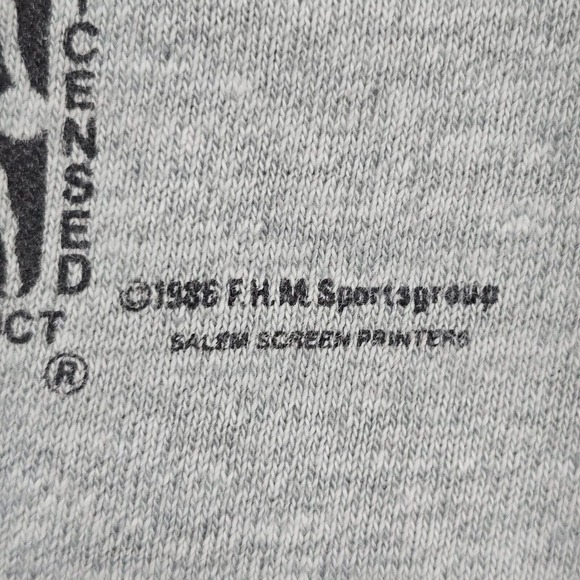 ICENSED
CT
®
©1986 F.H.M. Sportsgroup
SALEM SCREEN PRINTERS